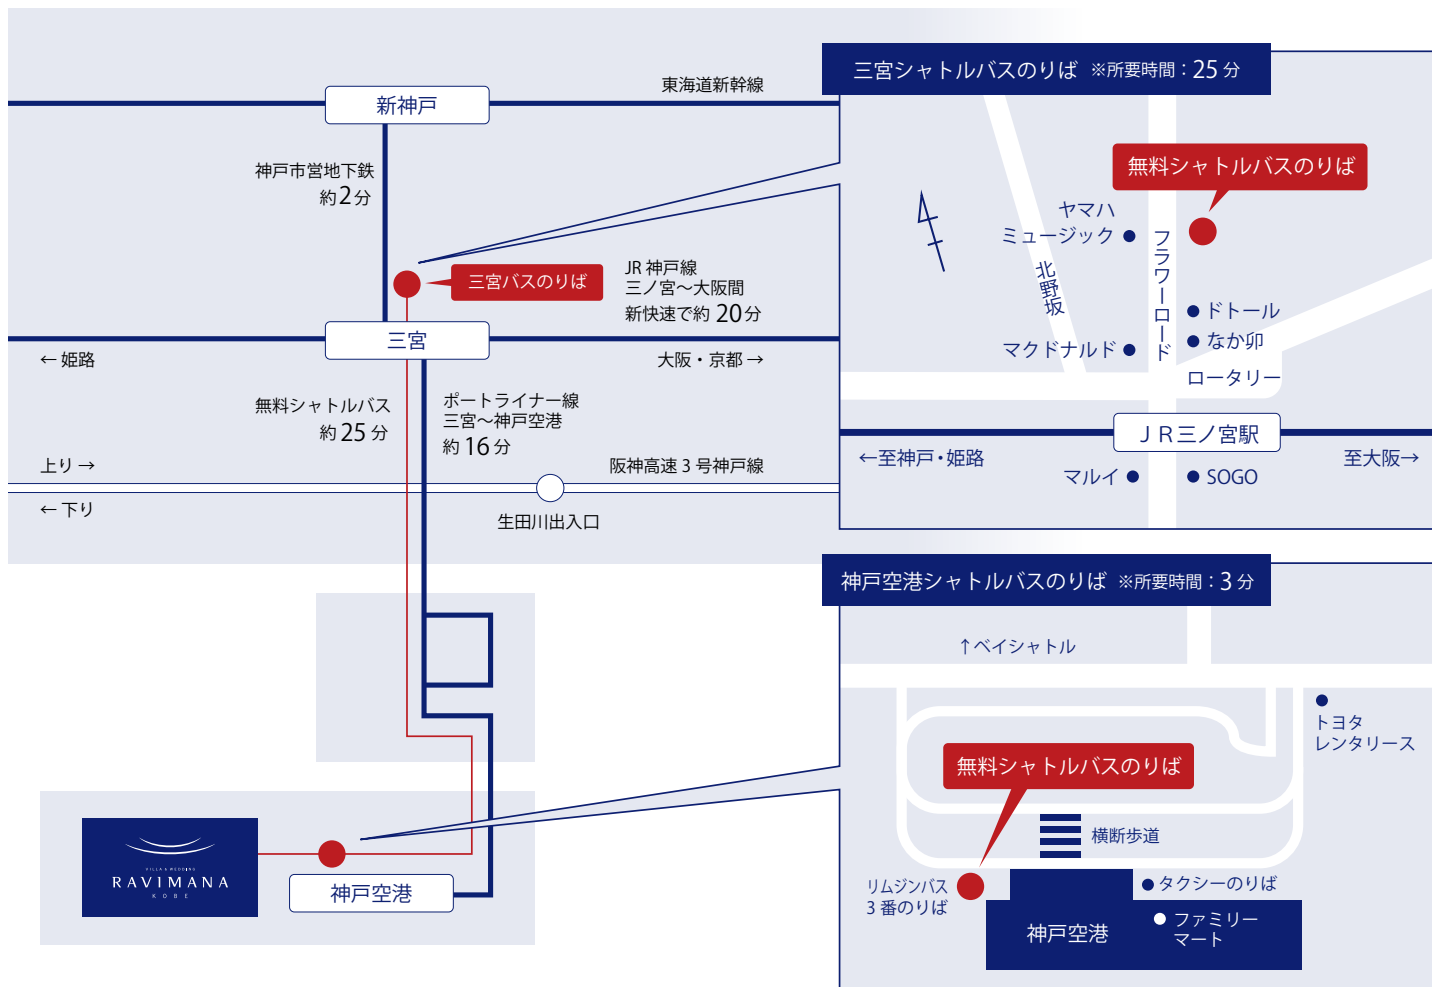 東海道新幹線
新神戸
神戸市営地下鉄
約2分
三宮バスのりば
JR 神戸線
三ノ宮〜大阪間
新快速で約 20分
三宮
← 姫路
大阪・京都 →
無料シャトルバス
約 25 分
ポートライナー線
三宮〜神戸空港
約 16 分
上り →
阪神高速 3 号神戸線
← 下り
生田川出入口
VILLA & WEDDING
RAVIMANA
KOBE
神戸空港
三宮シャトルバスのりば ※所要時間：25 分
無料シャトルバスのりば
ヤマハ
ミュージック
北野坂
フラワーロード
ドトール
なか卯
マクドナルド
ロータリー
ＪＲ三ノ宮駅
←至神戸・姫路
至大阪→
マルイ
SOGO
神戸空港シャトルバスのりば ※所要時間：3 分
↑ベイシャトル
トヨタ
レンタリース
無料シャトルバスのりば
横断歩道
リムジンバス
3 番のりば
タクシーのりば
神戸空港
ファミリー
マート